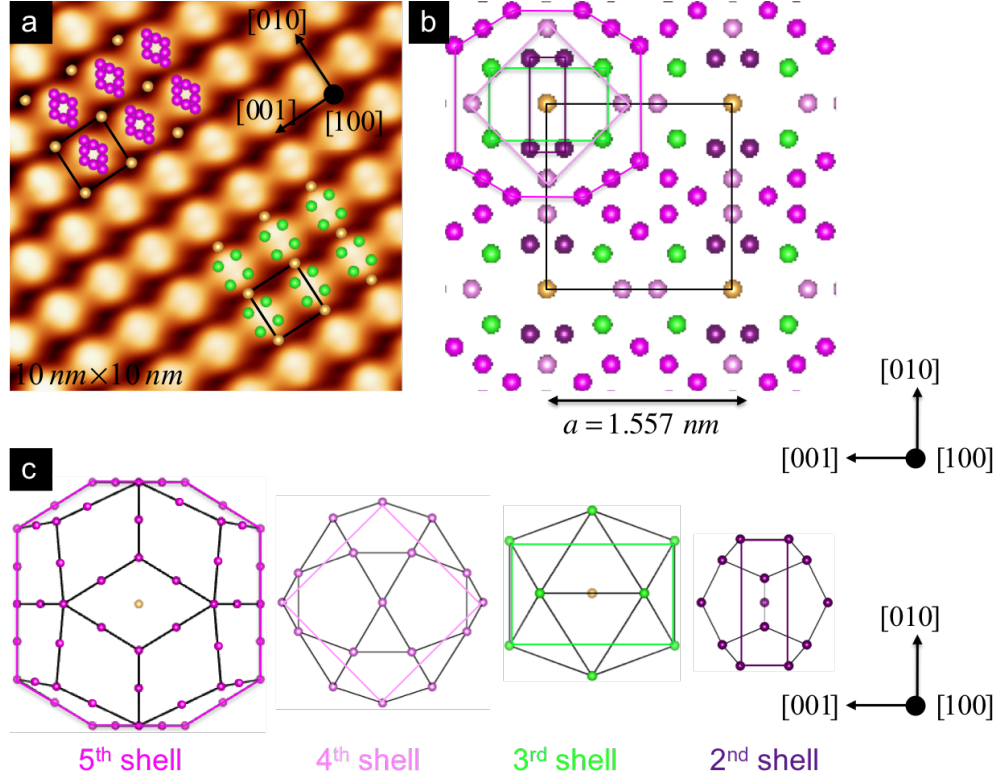 a
[010]
[001]
[100]
10 nm×10 nm
b
a = 1.557 nm
[010]
[001]
[100]
c
[010]
[001]
[100]
5th shell
4th shell
3rd shell
2nd shell